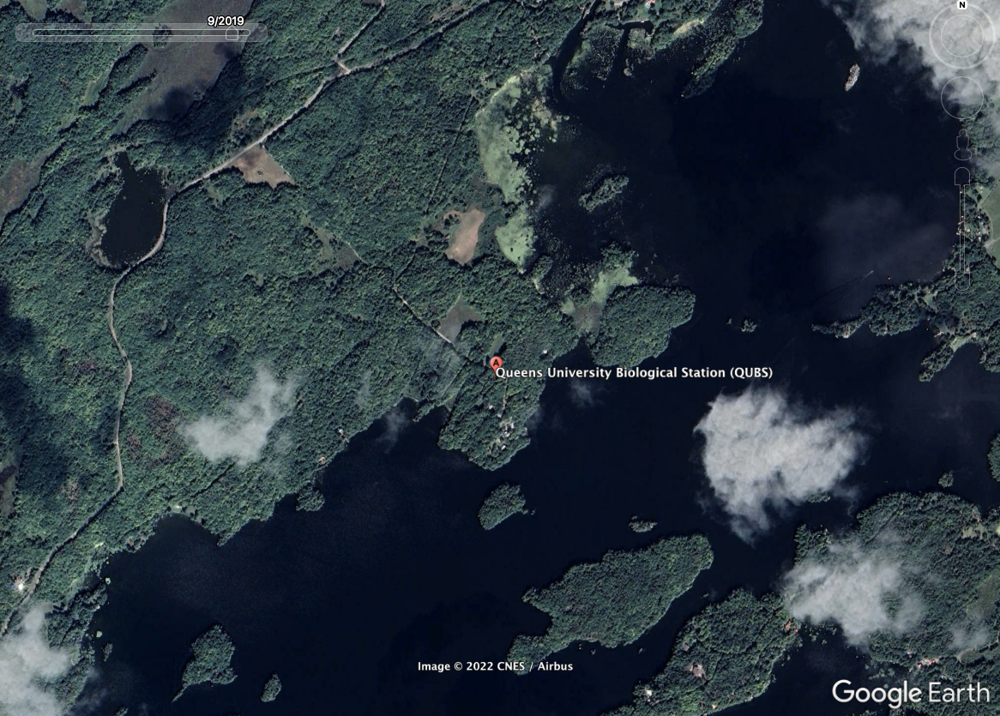 9/2019
N
A
Queens University Biological Station (QUBS)
Image © 2022 CNES / Airbus
Google Earth